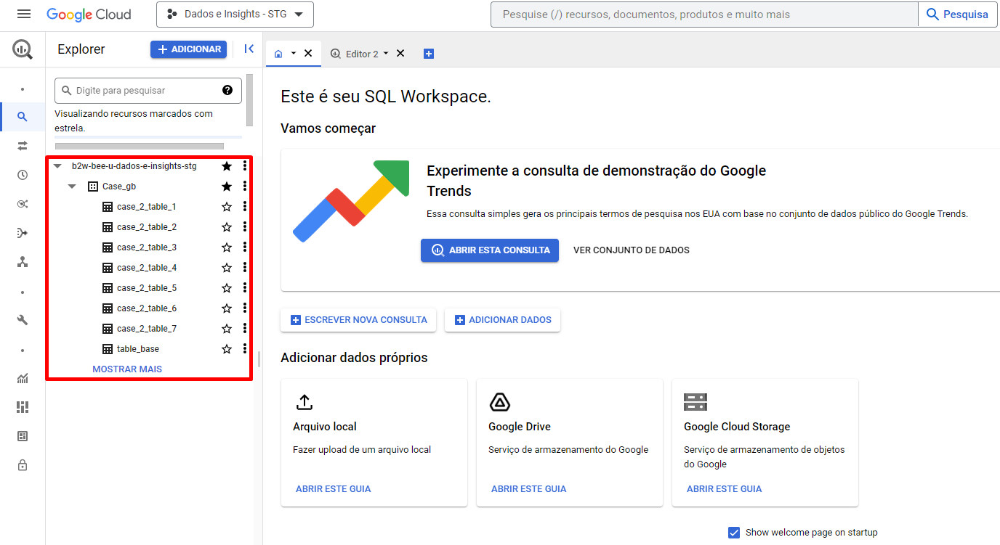 Google Cloud
Dados e Insights - STG
Pesquise (/) recursos, documentos, produtos e muito mais
Pesquisa
Explorer
ADICIONAR
Editor 2
Digite para pesquisar
Visualizando recursos marcados com
estrela.
b2w-bee-u-dados-e-insights-stg
Case_gb
case_2_table_1
case_2_table_2
case_2_table_3
case_2_table_4
case_2_table_5
case_2_table_6
case_2_table_7
table_base
MOSTRAR MAIS
Este é seu SQL Workspace.
Vamos começar
Experimente a consulta de demonstração do Google
Trends
Essa consulta simples gera os principais termos de pesquisa nos EUA com base no conjunto de dados público do Google Trends.
ABRIR ESTA CONSULTA
VER CONJUNTO DE DADOS
ESCREVER NOVA CONSULTA
ADICIONAR DADOS
Adicionar dados próprios
Arquivo local
Fazer upload de um arquivo local
ABRIR ESTE GUIA
Google Drive
Serviço de armazenamento do Google
ABRIR ESTE GUIA
Google Cloud Storage
Serviço de armazenamento de objetos
do Google
ABRIR ESTE GUIA
Show welcome page on startup